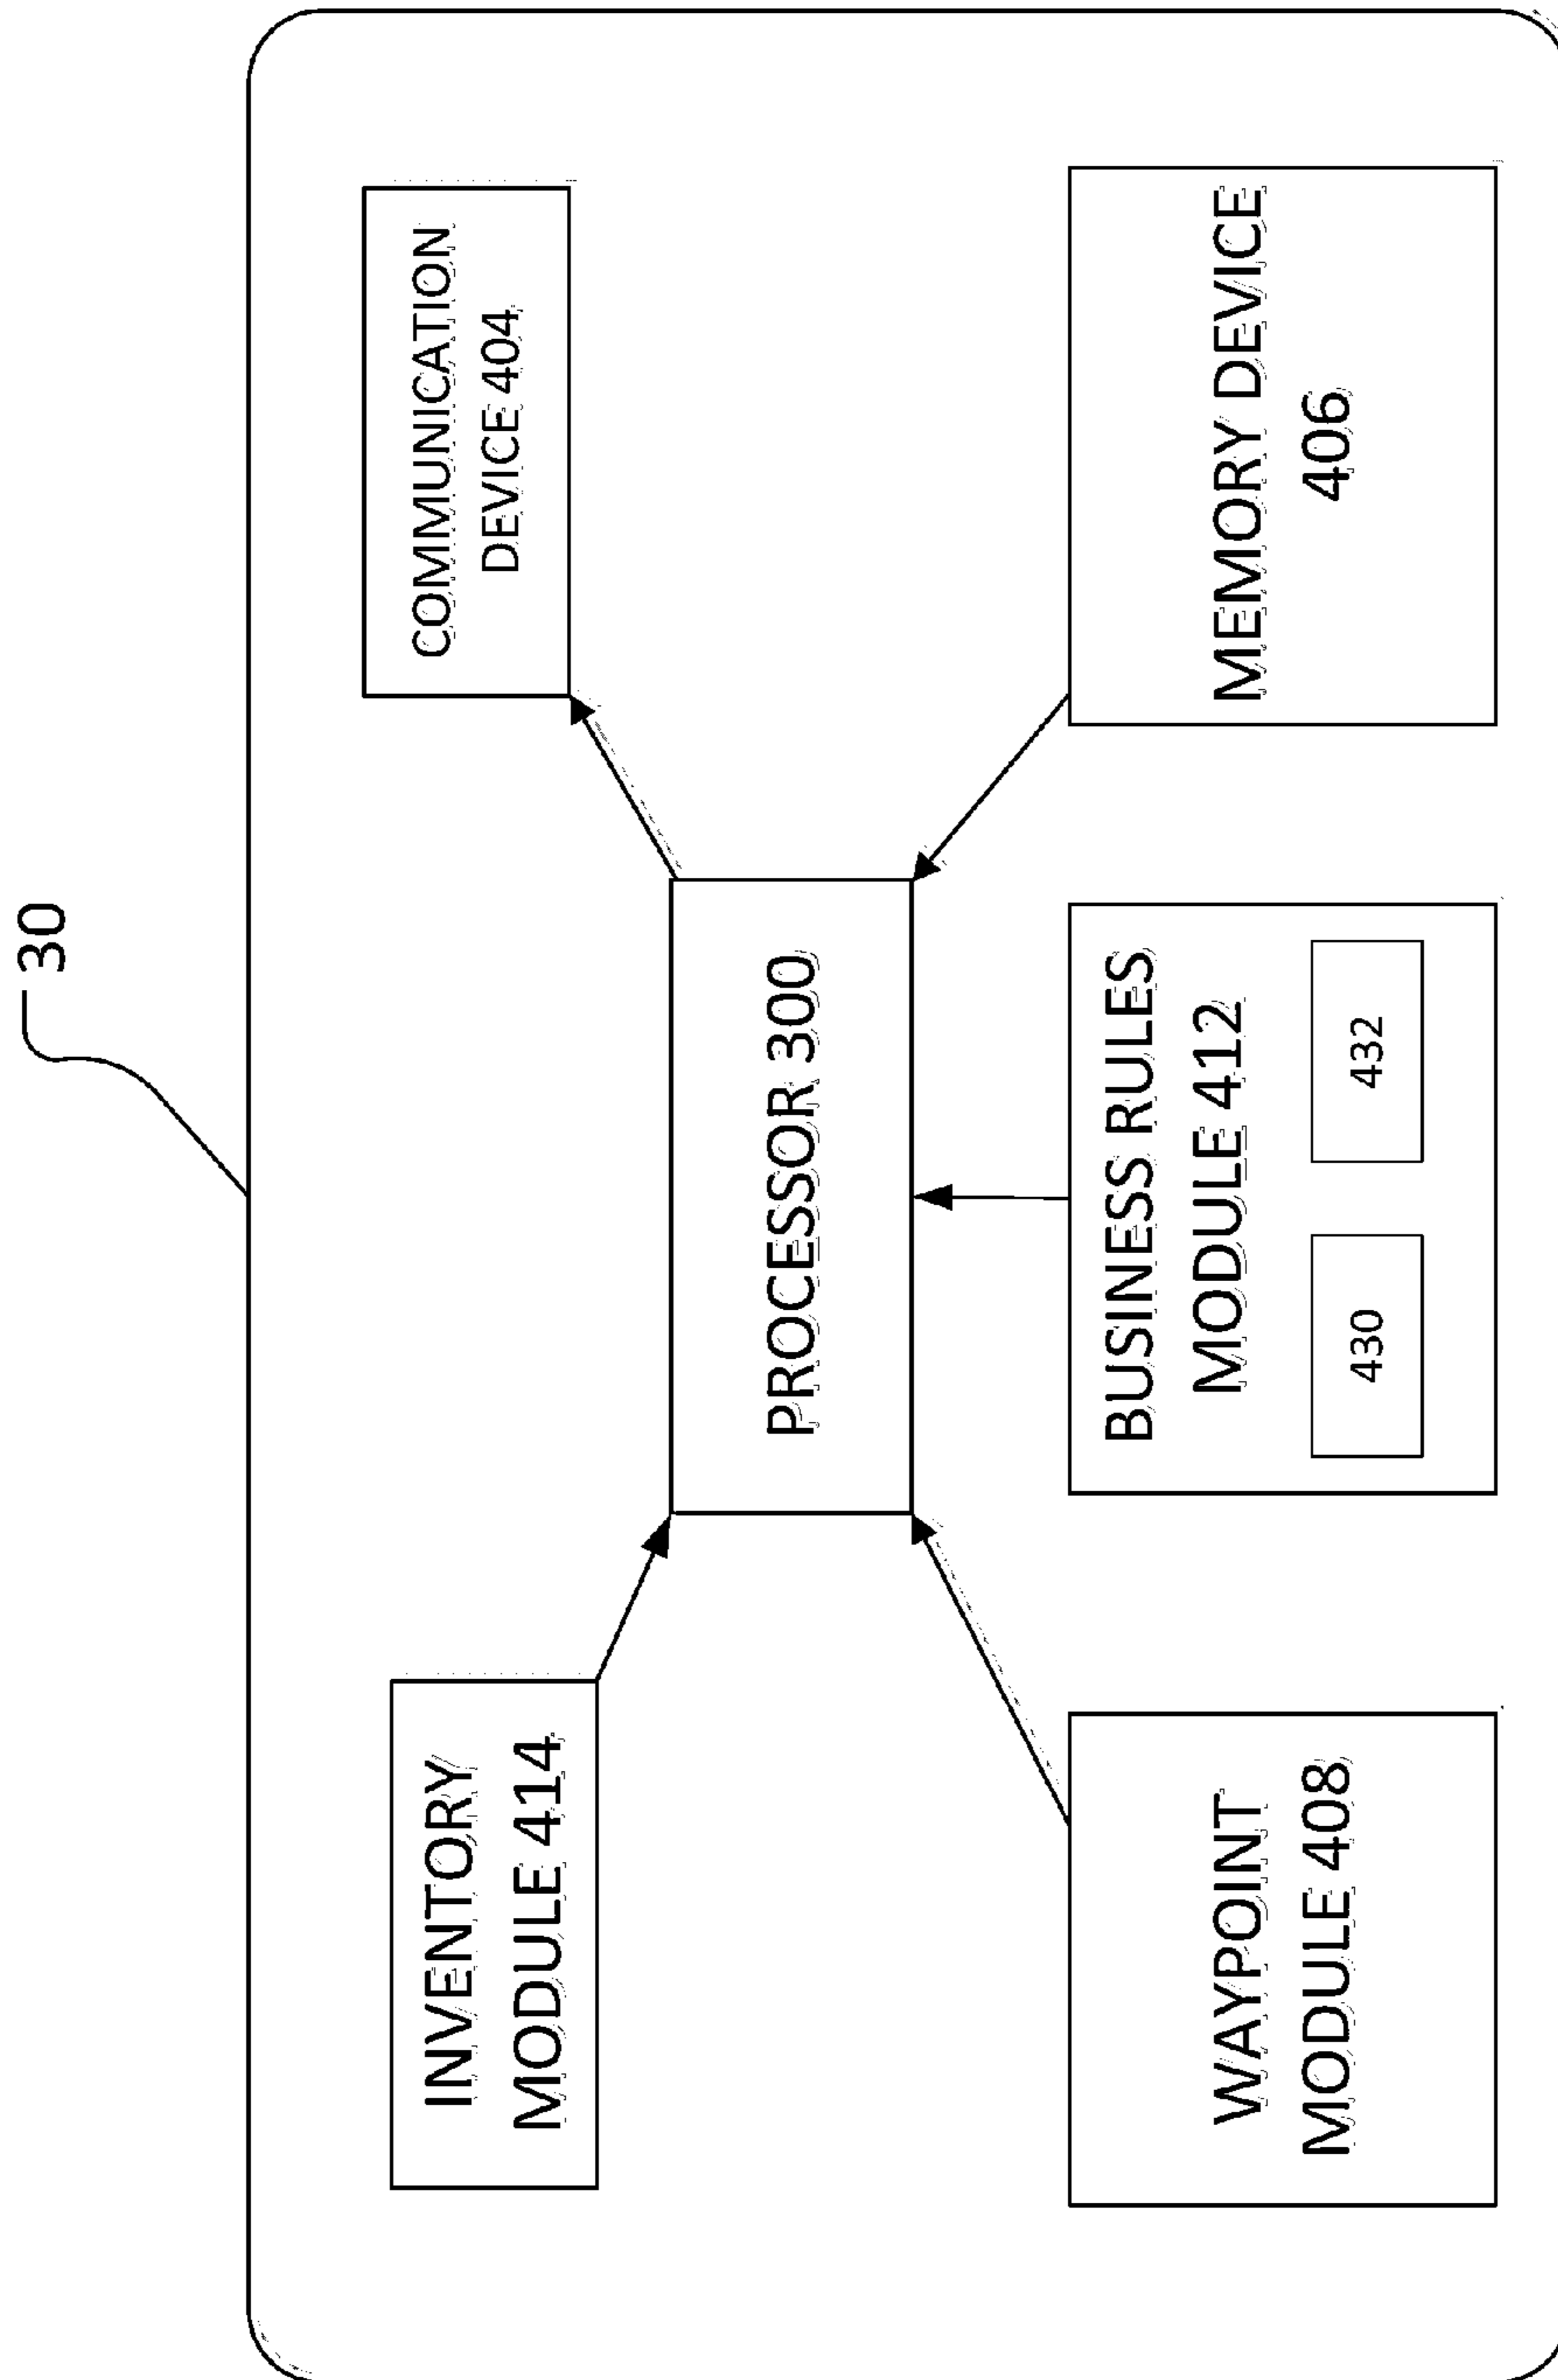 30
INVENTORY
MODULE 414
COMMUNICATION
DEVICE 404
PROCESSOR 300
WAYPOINT
MODULE 408
BUSINESS RULES
MODULE 412
430
432
MEMORY DEVICE
406